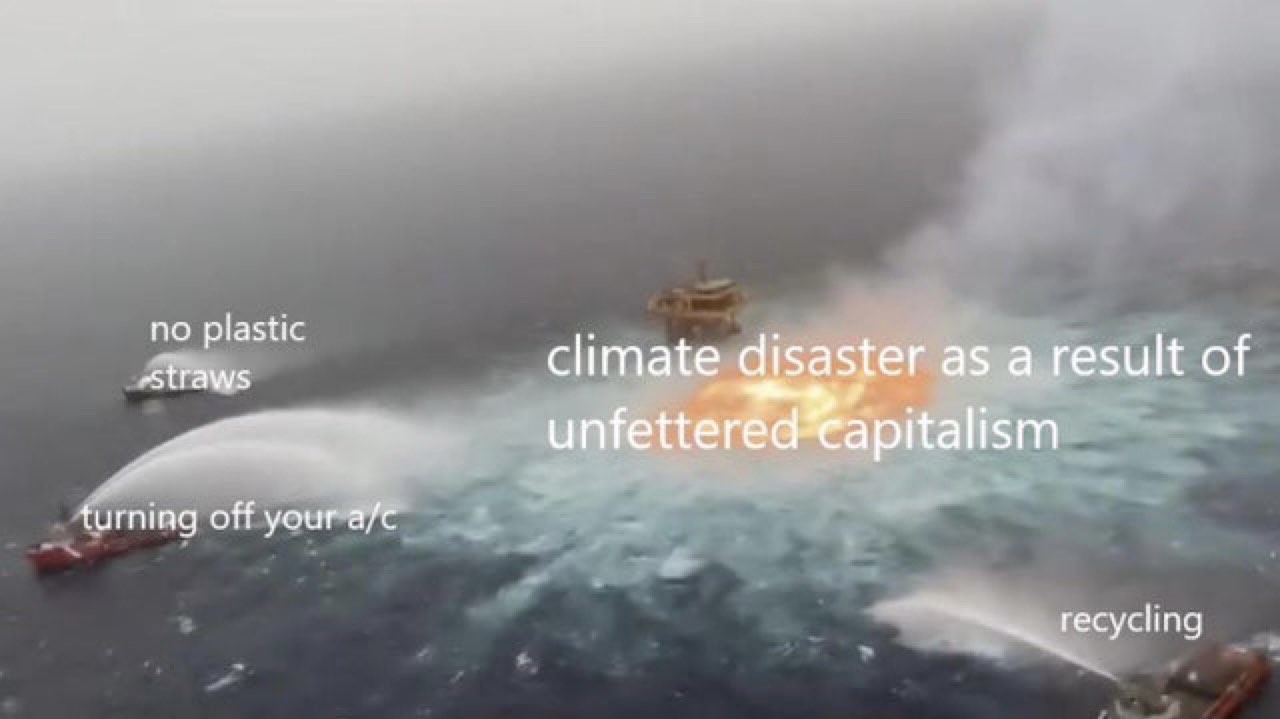 no plastic
straws
climate disaster as a result of
unfettered capitalism
turning off your a/c
recycling